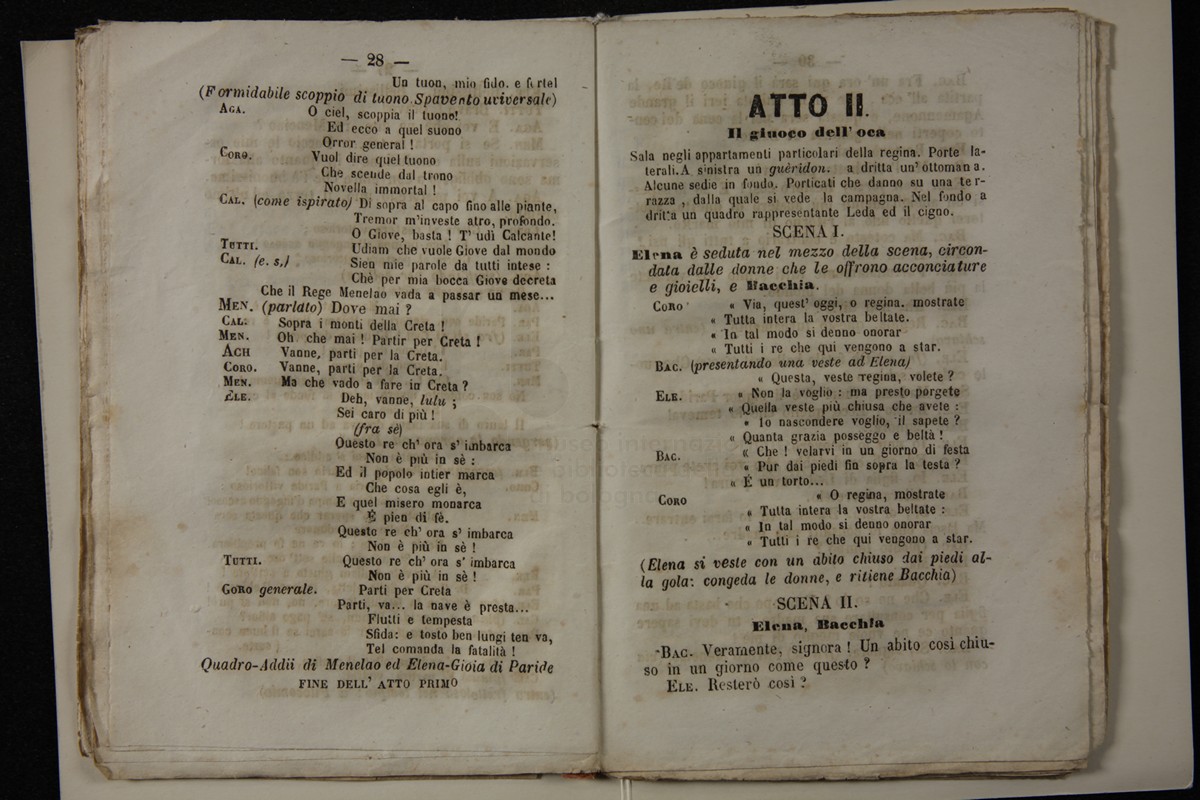 — 28 —
Un tuon, mio fido. e fertel
(Formidabile scoppio di tuono Spavento universale)
AGA. O ciel, scoppia il tuono!
Ed ecco a quel suono
Orror general !
CORO. Vuol dire quel tuono
Che scende dal trono
Novella immortal !
CAL. (come ispirato) Di sopra al capo fino alle piante,
Tremor m'investe atro, profondo.
O Giove, basta ! T' udì Calcante!
TUTTI. Udiam che vuole Giove dal mondo
CAL. (e. s,) Sien mie parole da tutti intese :
Chè per mia bocca Giove decreta
Che il Rege Menelao vada a passar un mese...
MEN. (parlato) Dove mai ?
CAL: Sopra i monti della Creta !
MEN. Oh che mai ! Partir per Creta !
ACH Vanne, parti per la Creta.
CORO. Vanne, parti per la Creta.
MEN. Ma che vado a fare in Creta ?
ELE. Deh, vanne, lulu ;
Sei caro di più !
(fra sè)
Questo re ch' ora s' imbarca
Non è più in sè :
Ed il popolo intier marca
Che cosa egli è,
E quel misero monarca
È pien di fè.
Questo re ch' ora s' imbarca
Non è più in sè !
TUTTI. Questo re ch' ora s' imbarca
Non è più in sè !
GORO generale. Parti per Creta
Parti, va... la nave è presta...
Flutti e tempesta
Sfida: e tosto ben lungi ten va,
Tel comanda la fatalità !
Quadro-Addii di Menelao ed Elena-Gioia di Paride
FINE DELL' ATTO PRIMO
ATTO II.
Il giuoco dell' oca
Sala negli appartamenti particolari della regina. Porte la-
terali. A sinistra un guèridon. a dritta un' ottomana.
Alcune sedie in fondo. Porticati che danno su una ter-
razza , dalla quale si vede la campagna. Nel fondo a
dritta un quadro rappresentante Leda ed il cigno.
SCENA I.
Elena è seduta nel mezzo della scena, circon-
data dalle donne che le offrono acconciature
e gioielli, e Bacchia.
CORO « Via, quest' oggi, o regina. mostrate
« Tutta intera la vostra beltate.
« In tal modo si denno onorar
« Tutti i re che qui vengono a star.
BAC. (presentando una veste ad Elena)
« Questa, veste regina, volete ?
ELE. « Non la voglio : ma presto porgete
« Quella veste più chiusa che avete :
« Io nascondere voglio, il sapete ?
« Quanta grazia posseggo e beltà !
BAC. « Che ! velarvi in un giorno di festa
« Pur dai piedi fin sopra la testa ?
« É un torto...
CORO « O regina, mostrate
« Tutta intera la vostra beltate :
« In tal modo si denno onorar
« Tutti i re che qui vengono a star.
(Elena si veste con un abito chiuso dai piedi al-
la gola: congeda le donne, e ritiene Bacchia)
SCENA II.
Elena, Bacchia
BAC. Veramente, signora ! Un abito così chiu-
so in un giorno come questo ?
ELE. Resterò così ?